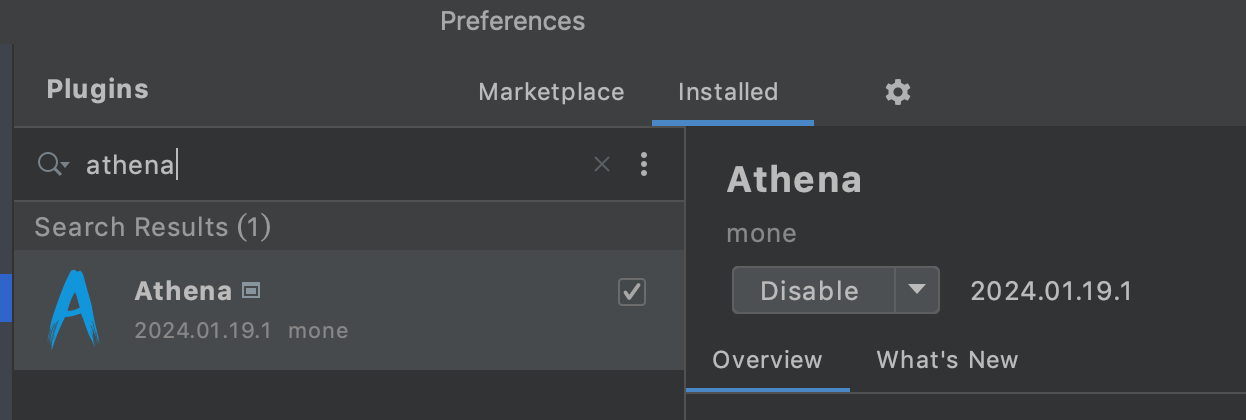 Preferences
Plugins
Marketplace
Installed
athena
Search Results (1)
Athena
2024.01.19.1 mone
Athena
mone
Disable
2024.01.19.1
Overview
What's New